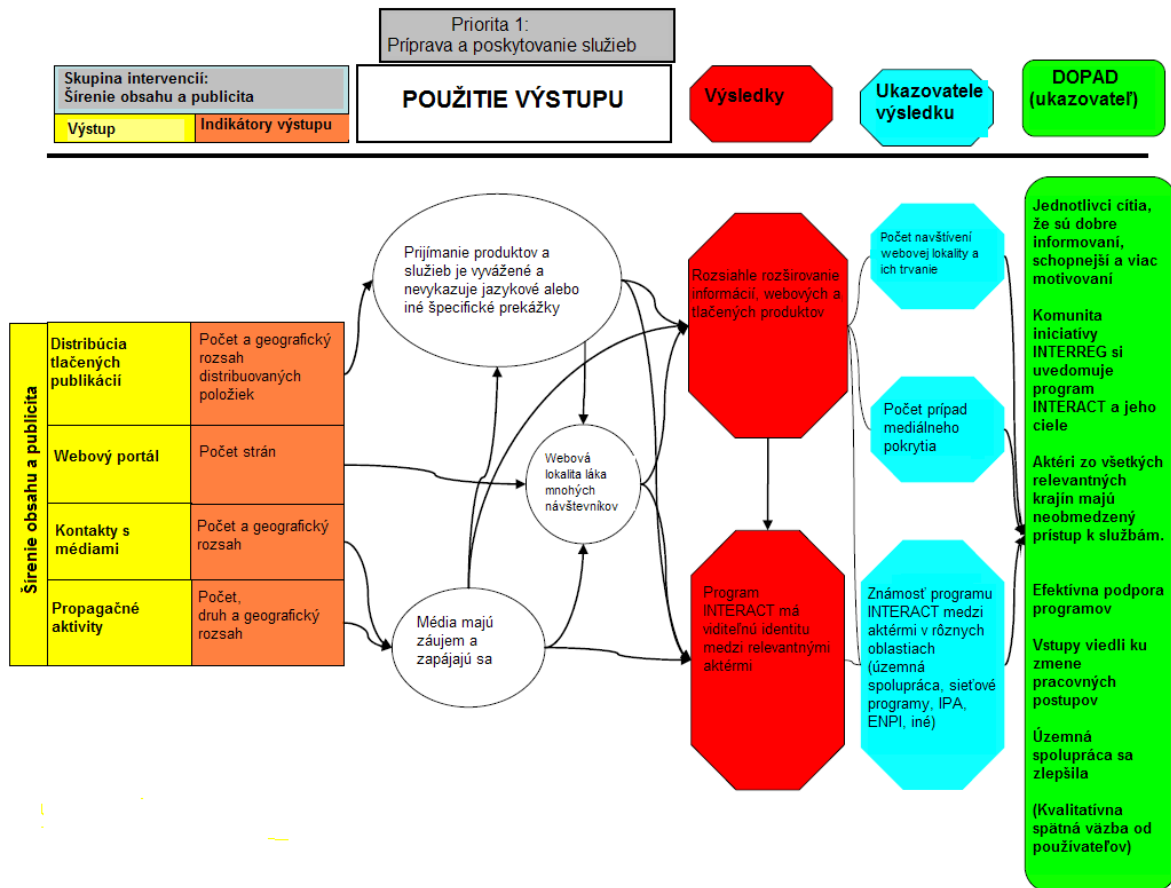 Priorita 1:
Príprava a poskytovanie služieb
Skupina intervencií:
Šírenie obsahu a publicita
Výstup
Indikátory výstupu
POUŽITIE VÝSTUPU
Výsledky
Ukazovatele
výsledku
DOPAD
(ukazovateľ)
Šírenie obsahu a publicita
Distribúcia
tlačených
publikácií
Počet a geografický
rozsah
distribuovaných
položiek
Webový portál
Počet strán
Kontakty s
médiami
Počet a geografický
rozsah
Propagačné
aktivity
Počet,
druh a geografický
rozsah
Prijímanie produktov a
služieb je vyvážené a
nevykazuje jazykové alebo
iné špecifické prekážky
Webová
lokalita láka
mnohých
návštevníkov
Média majú
záujem a
zapájajú sa
Rozsiahle rozširovanie
informácií, webových a
tlačených produktov
Program
INTERACT má
viditeľnú identitu
medzi relevantnými
aktérmi
Počet navštívení
webovej lokality a
ich trvanie
Počet prípad
mediálneho
pokrytia
Známosť programu
INTERACT medzi
aktérmi v rôznych
oblastiach
(územná
spolupráca, sieťové
programy, IPA,
ENPI, iné)
Jednotlivci cítia,
že sú dobre
informovaní,
schopnejší a viac
motivovaní
Komunita
iniciatívy
INTERREG si
uvedomuje
program
INTERACT a jeho
ciele
Aktéri zo všetkých
relevantných
krajín majú
neobmedzený
prístup k službám.
Efektívna podpora
programov
Vstupy viedli ku
zmene
pracovných
postupov
Územná
spolupráca sa
zlepšila
(Kvalitatívna
spätná väzba od
používateľov)